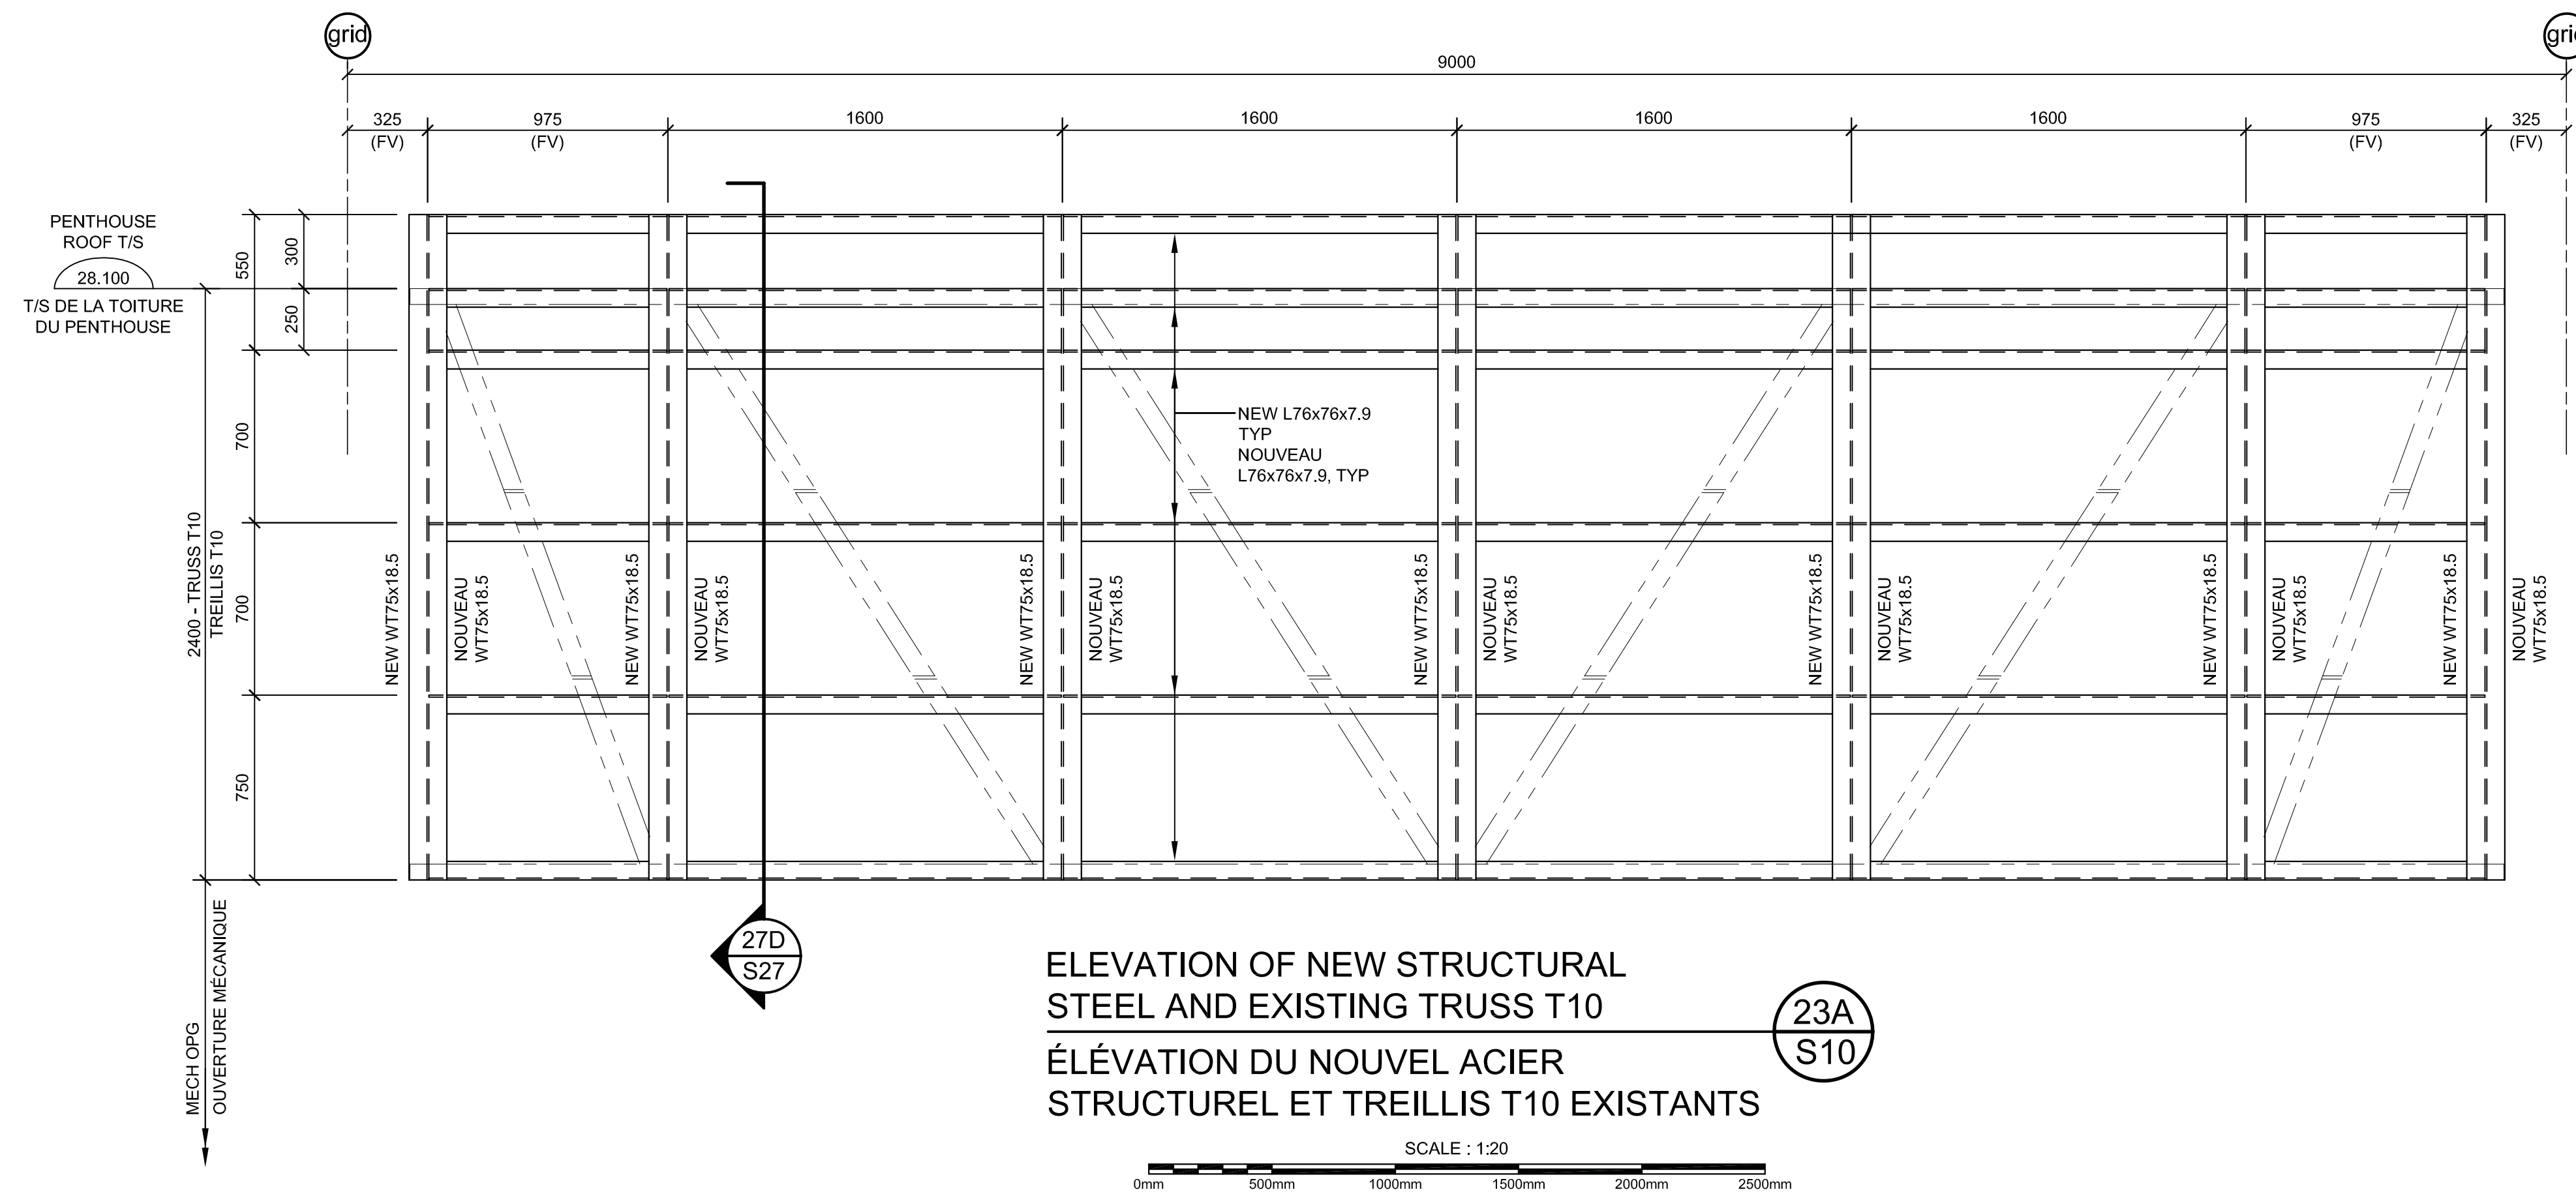 grid
grid
9000
325
(FV)
975
(FV)
1600
1600
1600
1600
975
(FV)
325
(FV)
PENTHOUSE
ROOF T/S
28.100
T/S DE LA TOITURE
DU PENTHOUSE
550
300
250
700
700
750
2400 - TRUSS T10
TREILLIS T10
MECH OPG
OUVERTURE MÉCANIQUE
NEW L76x76x7.9
TYP
NOUVEAU
L76x76x7.9, TYP
NEW WT75x18.5
NOUVEAU
WT75x18.5
NEW WT75x18.5
NOUVEAU
WT75x18.5
NEW WT75x18.5
NOUVEAU
WT75x18.5
NEW WT75x18.5
NOUVEAU
WT75x18.5
NEW WT75x18.5
NOUVEAU
WT75x18.5
NEW WT75x18.5
NOUVEAU
WT75x18.5
NEW WT75x18.5
NOUVEAU
WT75x18.5
27D
S27
ELEVATION OF NEW STRUCTURAL
STEEL AND EXISTING TRUSS T10
23A
S10
ÉLÉVATION DU NOUVEL ACIER
STRUCTUREL ET TREILLIS T10 EXISTANTS
SCALE : 1:20
0mm 500mm 1000mm 1500mm 2000mm 2500mm